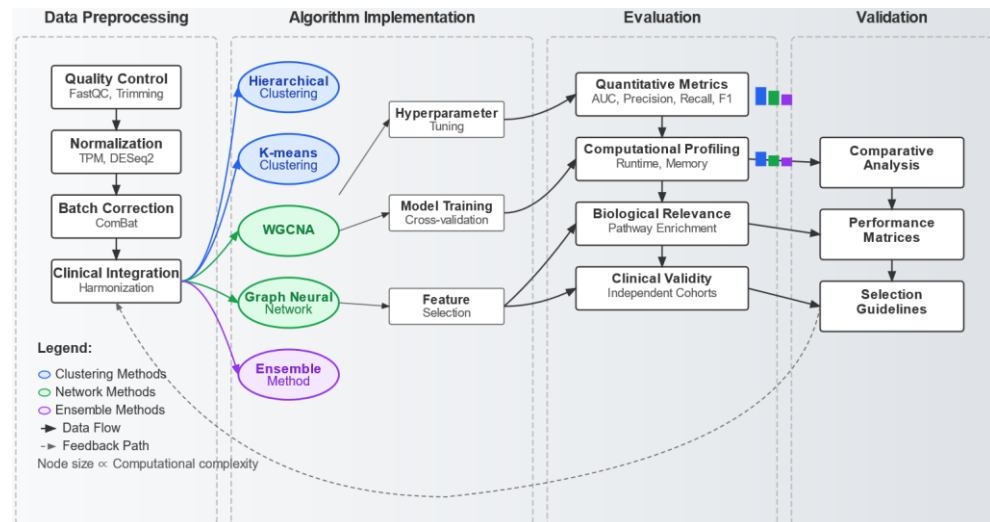 Data Preprocessing
Algorithm Implementation
Evaluation
Validation
Quality Control
FastQC, Trimming
Normalization
TPM, DESeq2
Batch Correction
ComBat
Clinical Integration
Harmonization
Legend:
Clustering Methods
Network Methods
Ensemble Methods
Data Flow
Feedback Path
Node size ∝ Computational complexity
Hierarchical
Clustering
K-means
Clustering
WGCNA
Graph Neural
Network
Ensemble
Method
Hyperparameter
Tuning
Model Training
Cross-validation
Feature
Selection
Quantitative Metrics
AUC, Precision, Recall, F1
Computational Profiling
Runtime, Memory
Biological Relevance
Pathway Enrichment
Clinical Validity
Independent Cohorts
Comparative
Analysis
Performance
Matrices
Selection
Guidelines